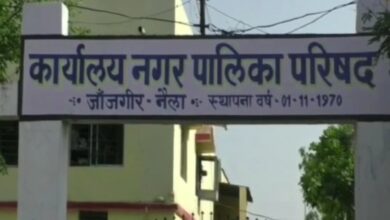 कार्यालय नगर पालिका परिषद
-:• जाँजगीर - नैला •:- स्थापना वर्ष -01-11-1970